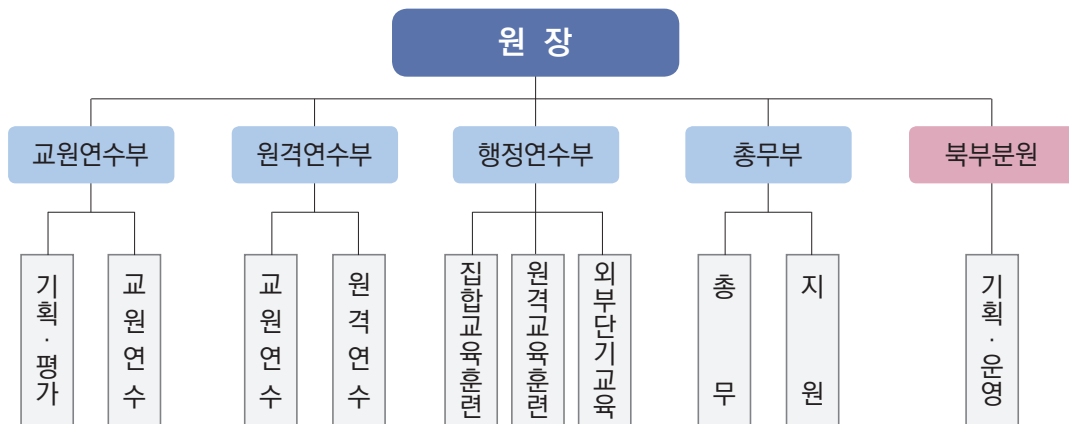 원 장
교원연수부
원격연수부
행정연수부
총무부
북부분원
기획·평가
교원연수
교원연수
원격연수
집합교육훈련
원격교육훈련
외부단기교육
총무
지원
기획·운영